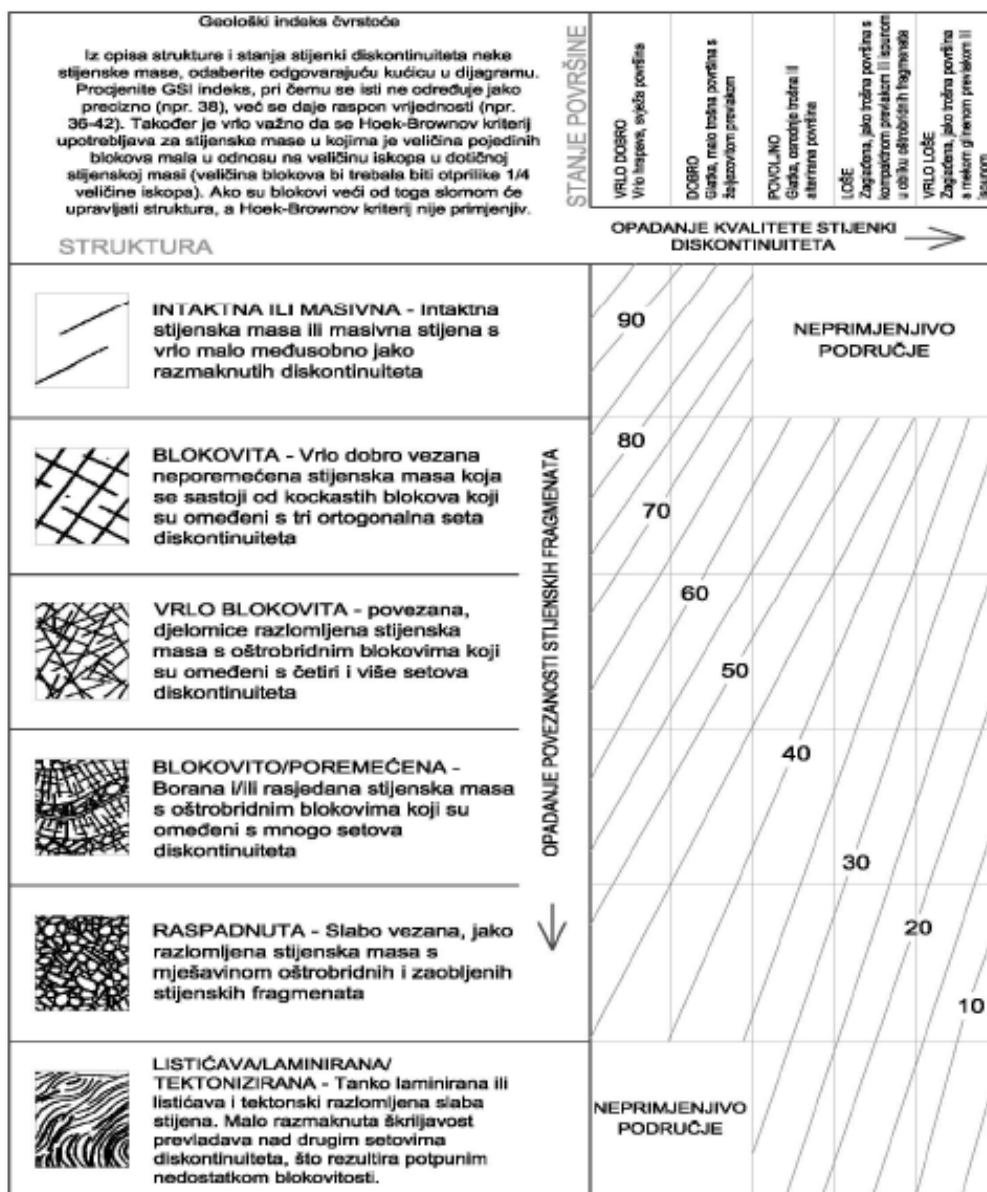 Geološki indeks čvrstoće
Iz opisa strukture i stanja stijenki diskontinuiteta neke
stijenske mase, odaberite odgovarajuću kućicu u dijagramu.
Procjenite GSI indeks, pri čemu se isti ne određuje jako
precizno (npr. 38), već se daje raspon vrijednosti (npr.
36-42). Također je vrlo važno da se Hoek-Brownov kriterij
upotrebljava za stijenske mase u kojima je veličina pojedinih
blokova mala u odnosu na veličinu iskopa u dotičnoj
stijenskoj masi (veličina blokova bi trebala biti otprilike 1/4
veličine iskopa). Ako su blokovi veći od toga slomom će
upravljati struktura, a Hoek-Brownov kriterij nije primjenjiv.
STRUKTURA
STANJE POVRŠINE
VRLO DOBRO
Vrlo hrapava, svježa površina
DOBRO
Glatka, malo trošna površina s
željezovitom prevlakom
POVOLJNO
Glatka, osrednje trošna ili
alterirana površina
LOŠE
Zaglađena, jako trošna površina s
kompaktnom prevlakom ili ispunom
u obliku oštrobridnih fragmenata
VRLO LOŠE
Zaglađena, jako trošna površina
s mekom glinenom prevlakom ili
ispunom
OPADANJE KVALITETE STIJENKI
DISKONTINUITETA
INTAKTNA ILI MASIVNA - Intaktna
stijenska masa ili masivna stijena s
vrlo malo međusobno jako
razmaknutih diskontinuiteta
90
NEPRIMJENJIVO
PODRUČJE
BLOKOVITA - Vrlo dobro vezana
neporemećena stijenska masa koja
se sastoji od kockastih blokova koji
su omeđeni s tri ortogonalna seta
diskontinuiteta
OPADANJE POVEZANOSTI STIJENSKIH FRAGMENATA
80
70
VRLO BLOKOVITA - povezana,
djelomice razlomljena stijenska
masa s oštrobridnim blokovima koji
su omeđeni s četiri i više setova
diskontinuiteta
60
50
BLOKOVITO/POREMEĆENA -
Borana i/ili rasjedana stijenska masa
s oštrobridnim blokovima koji su
omeđeni s mnogo setova
diskontinuiteta
40
30
RASPADNUTA - Slabo vezana, jako
razlomljena stijenska masa s
mješavinom oštrobridnih i zaobljenih
stijenskih fragmenata
20
10
LISTIĆAVA/LAMINIRANA/
TEKTONIZIRANA - Tanko laminirana ili
listićava i tektonski razlomljena slaba
stijena. Malo razmaknuta škriljavost
prevladava nad drugim setovima
diskontinuiteta, što rezultira potpunim
nedostatkom blokovitosti.
NEPRIMJENJIVO
PODRUČJE